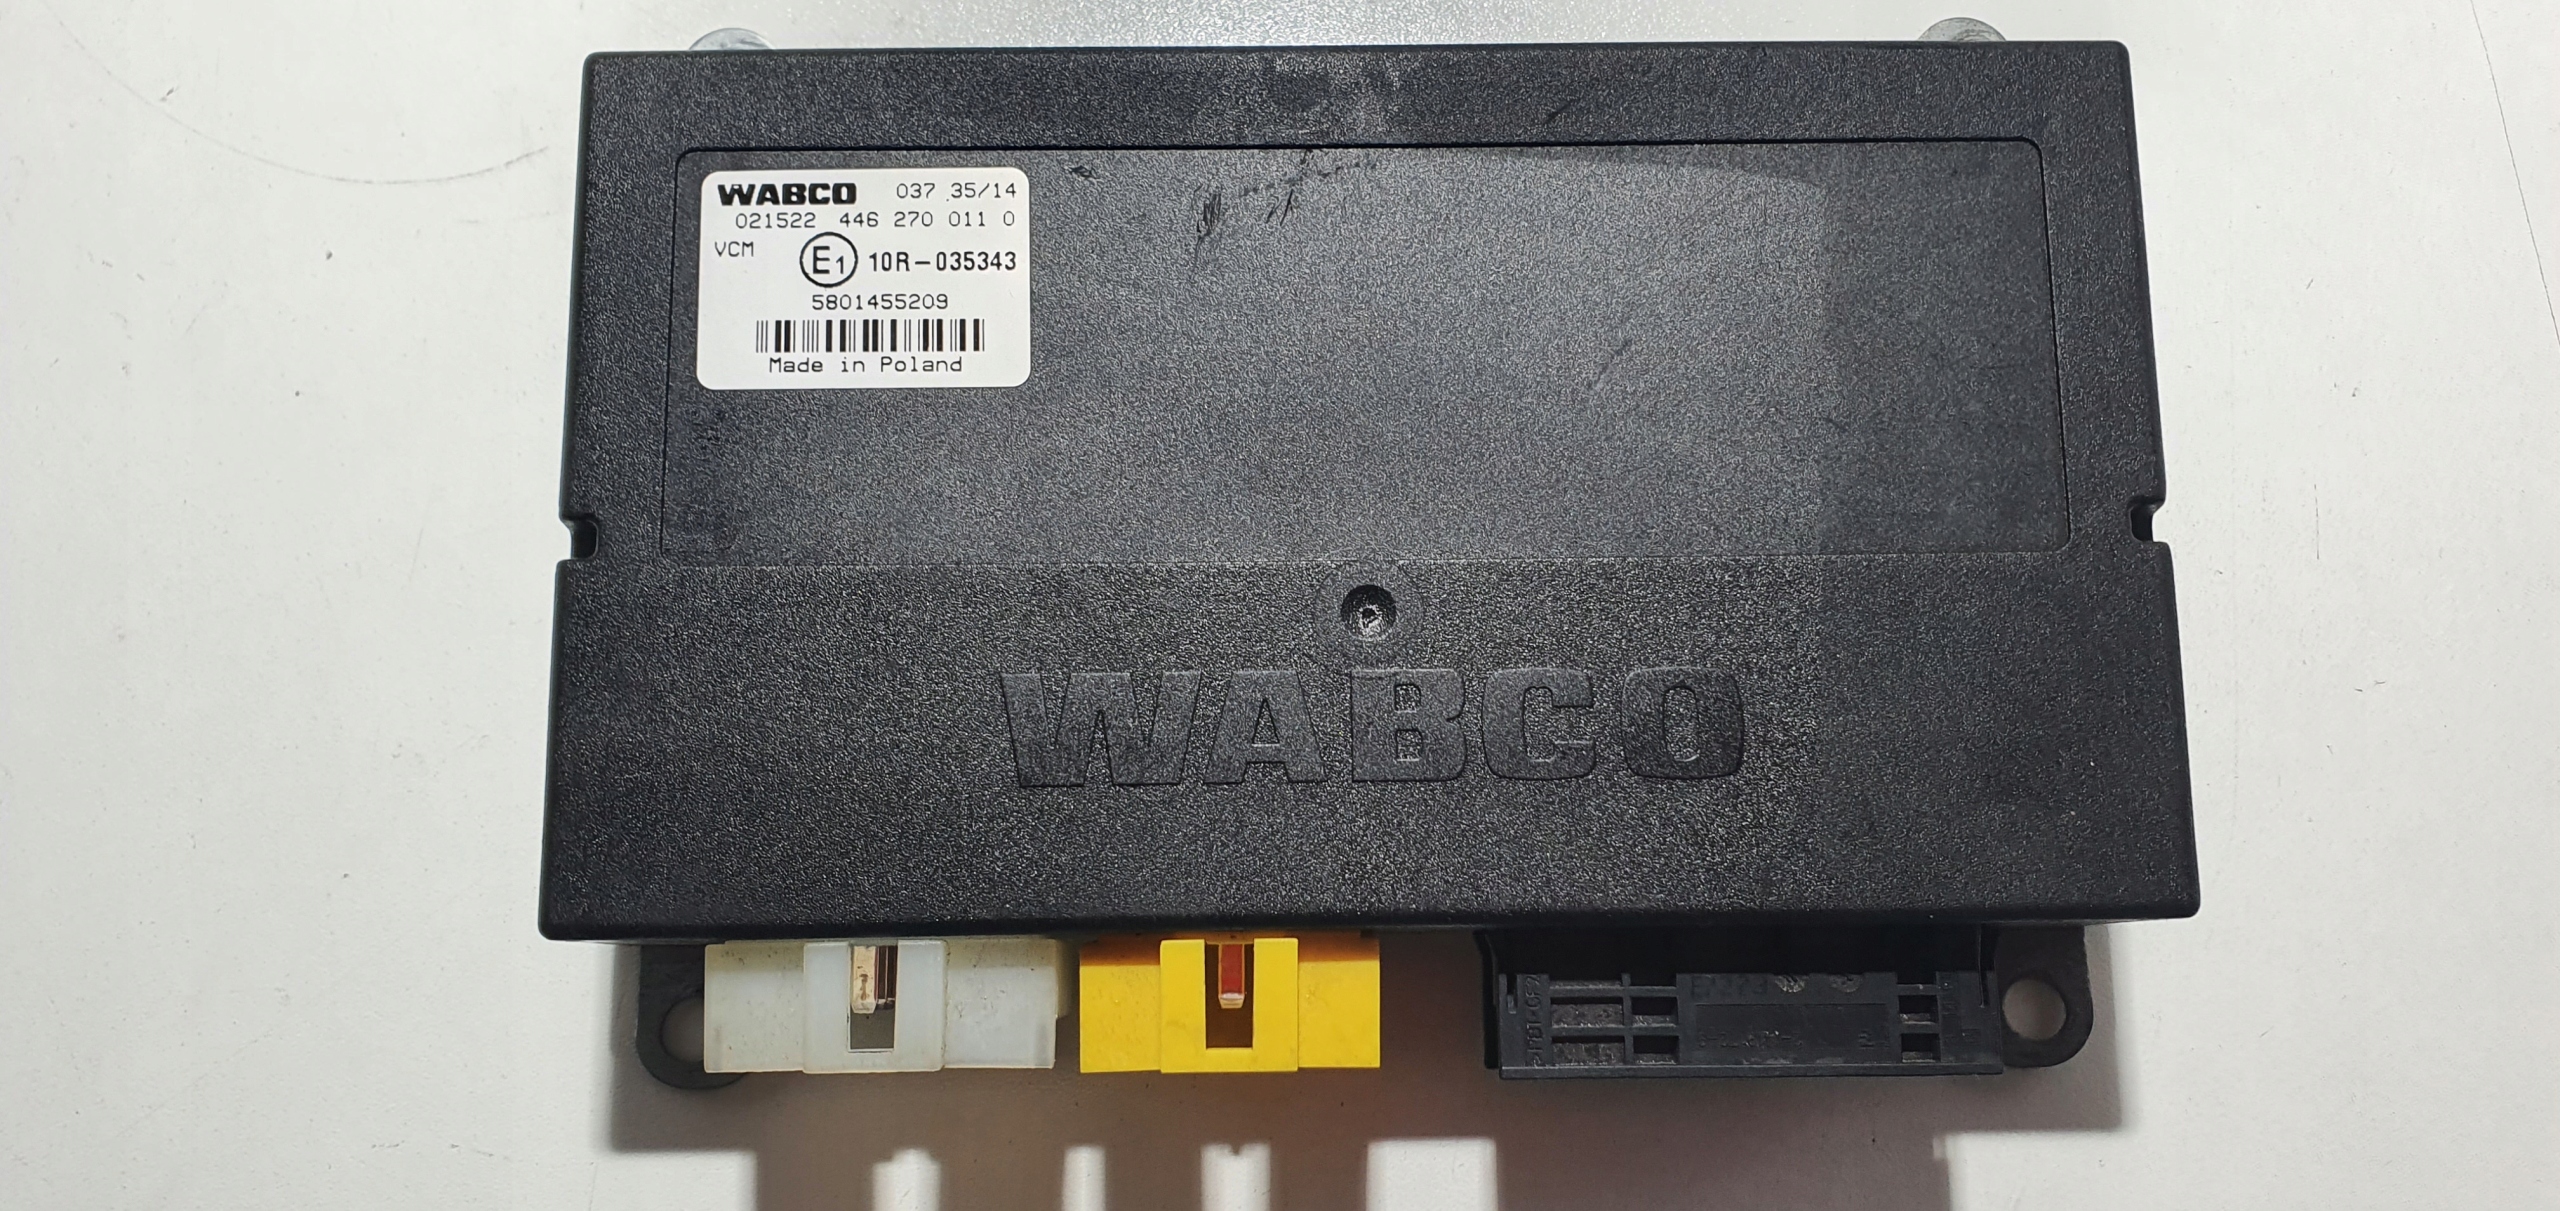 WABCO 037 35/14
021522 446 270 011 0
VCM E1 10R-035343
5801455209
Made in Poland
WABCO